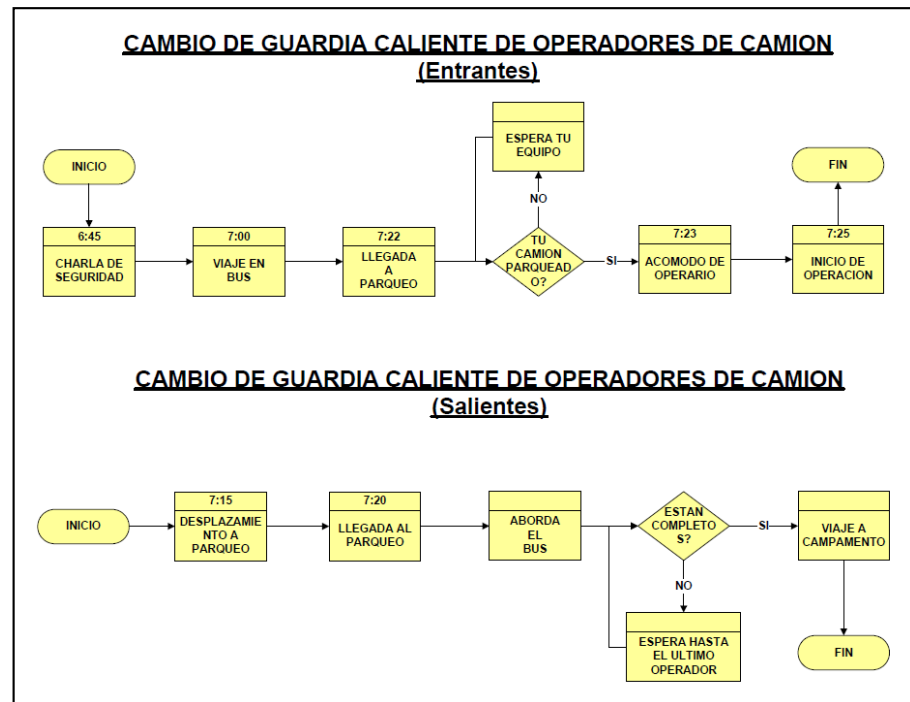 CAMBIO DE GUARDIA CALIENTE DE OPERADORES DE CAMION
(Entrantes)
INICIO
6:45
CHARLA DE
SEGURIDAD
7:00
VIAJE EN
BUS
7:22
LLEGADA
A
PARQUEO
ESPERA TU
EQUIPO
NO
TU
CAMION
PARQUEAD
O?
SI
7:23
ACOMODO DE
OPERARIO
7:25
INICIO DE
OPERACION
FIN
CAMBIO DE GUARDIA CALIENTE DE OPERADORES DE CAMION
(Salientes)
INICIO
7:15
DESPLAZAMIE
NTO A
PARQUEO
7:20
LLEGADA AL
PARQUEO
ABORDA
EL
BUS
ESTAN
COMPLETO
S?
SI
VIAJE A
CAMPAMENTO
NO
ESPERA HASTA
EL ULTIMO
OPERADOR
FIN